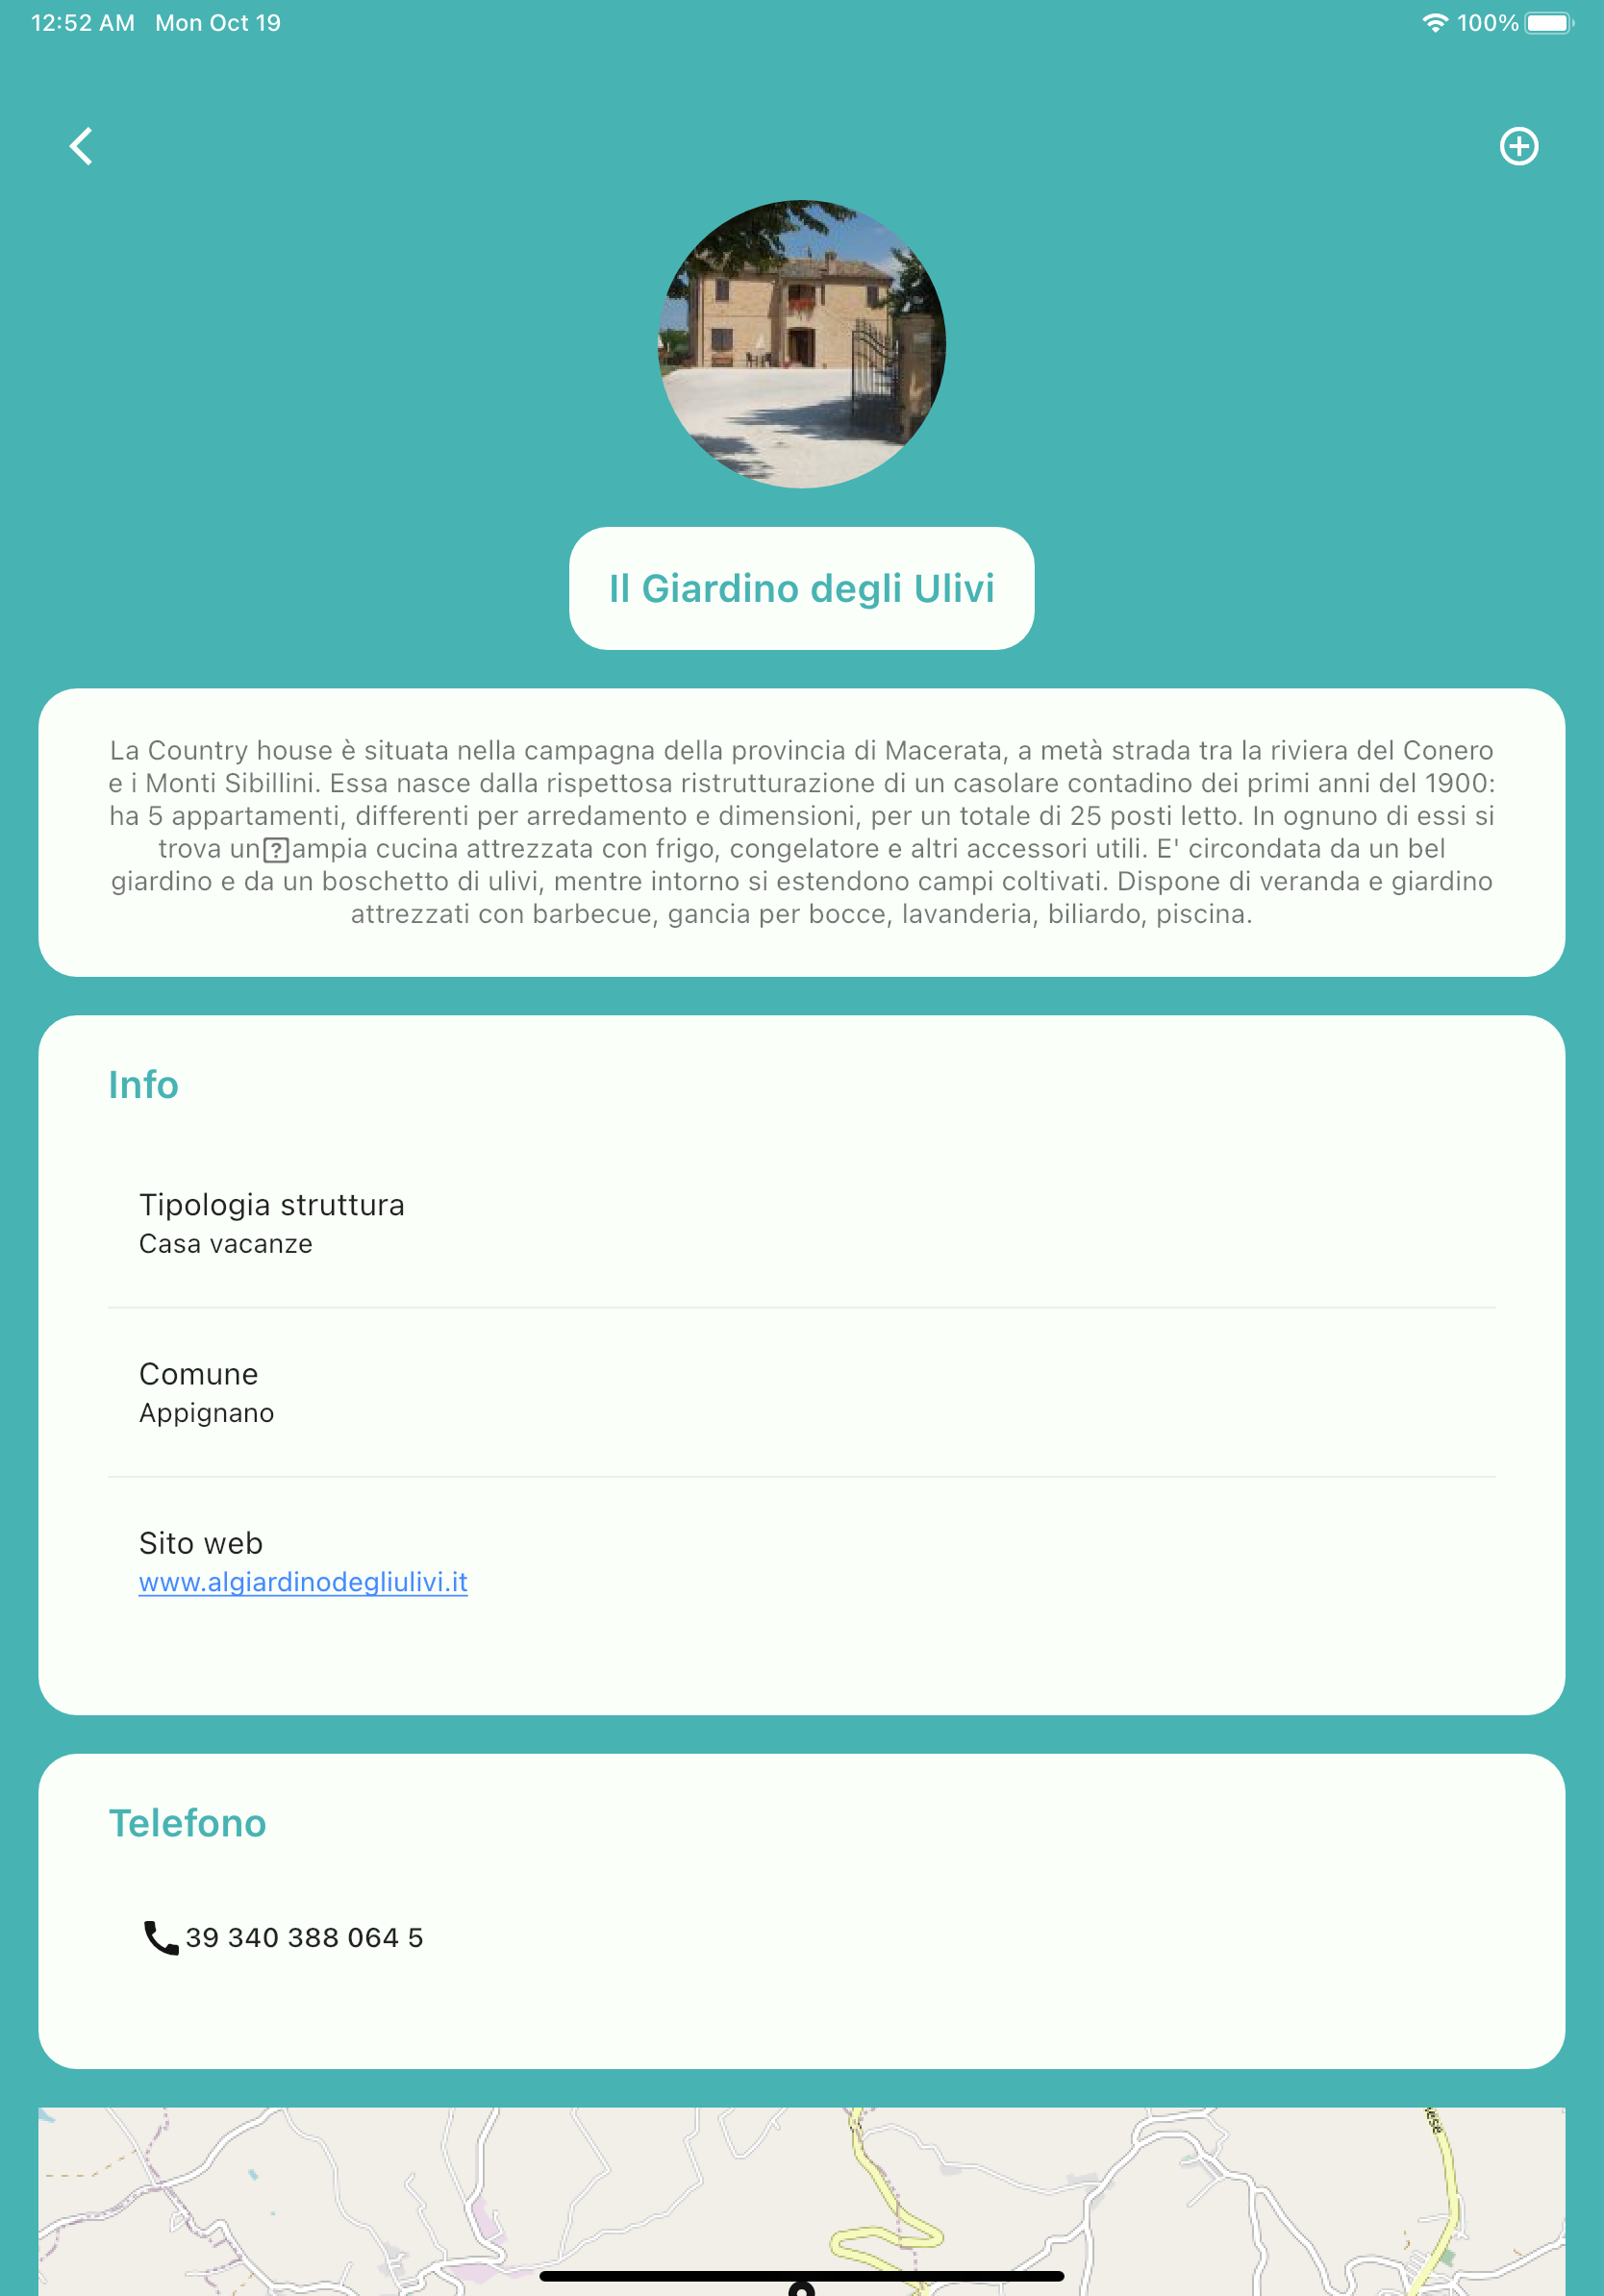 12:52 AM Mon Oct 19
100%
Il Giardino degli Ulivi
La Country house è situata nella campagna della provincia di Macerata, a metà strada tra la riviera del Conero
e i Monti Sibillini. Essa nasce dalla rispettosa ristrutturazione di un casolare contadino dei primi anni del 1900:
ha 5 appartamenti, differenti per arredamento e dimensioni, per un totale di 25 posti letto. In ognuno di essi si
trova un�ampia cucina attrezzata con frigo, congelatore e altri accessori utili. E' circondata da un bel
giardino e da un boschetto di ulivi, mentre intorno si estendono campi coltivati. Dispone di veranda e giardino
attrezzati con barbecue, gancia per bocce, lavanderia, biliardo, piscina.
Info
Tipologia struttura
Casa vacanze
Comune
Appignano
Sito web
www.algiardinodegliulivi.it
Telefono
39 340 388 064 5